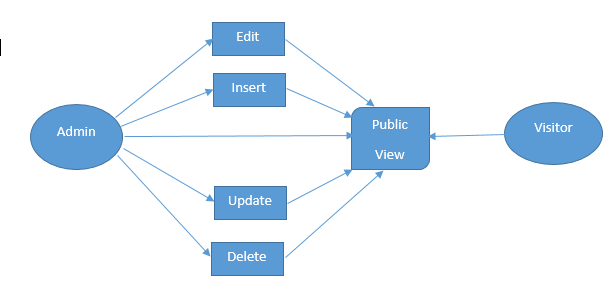 Edit
Insert
Admin
Public
View
Visitor
Update
Delete